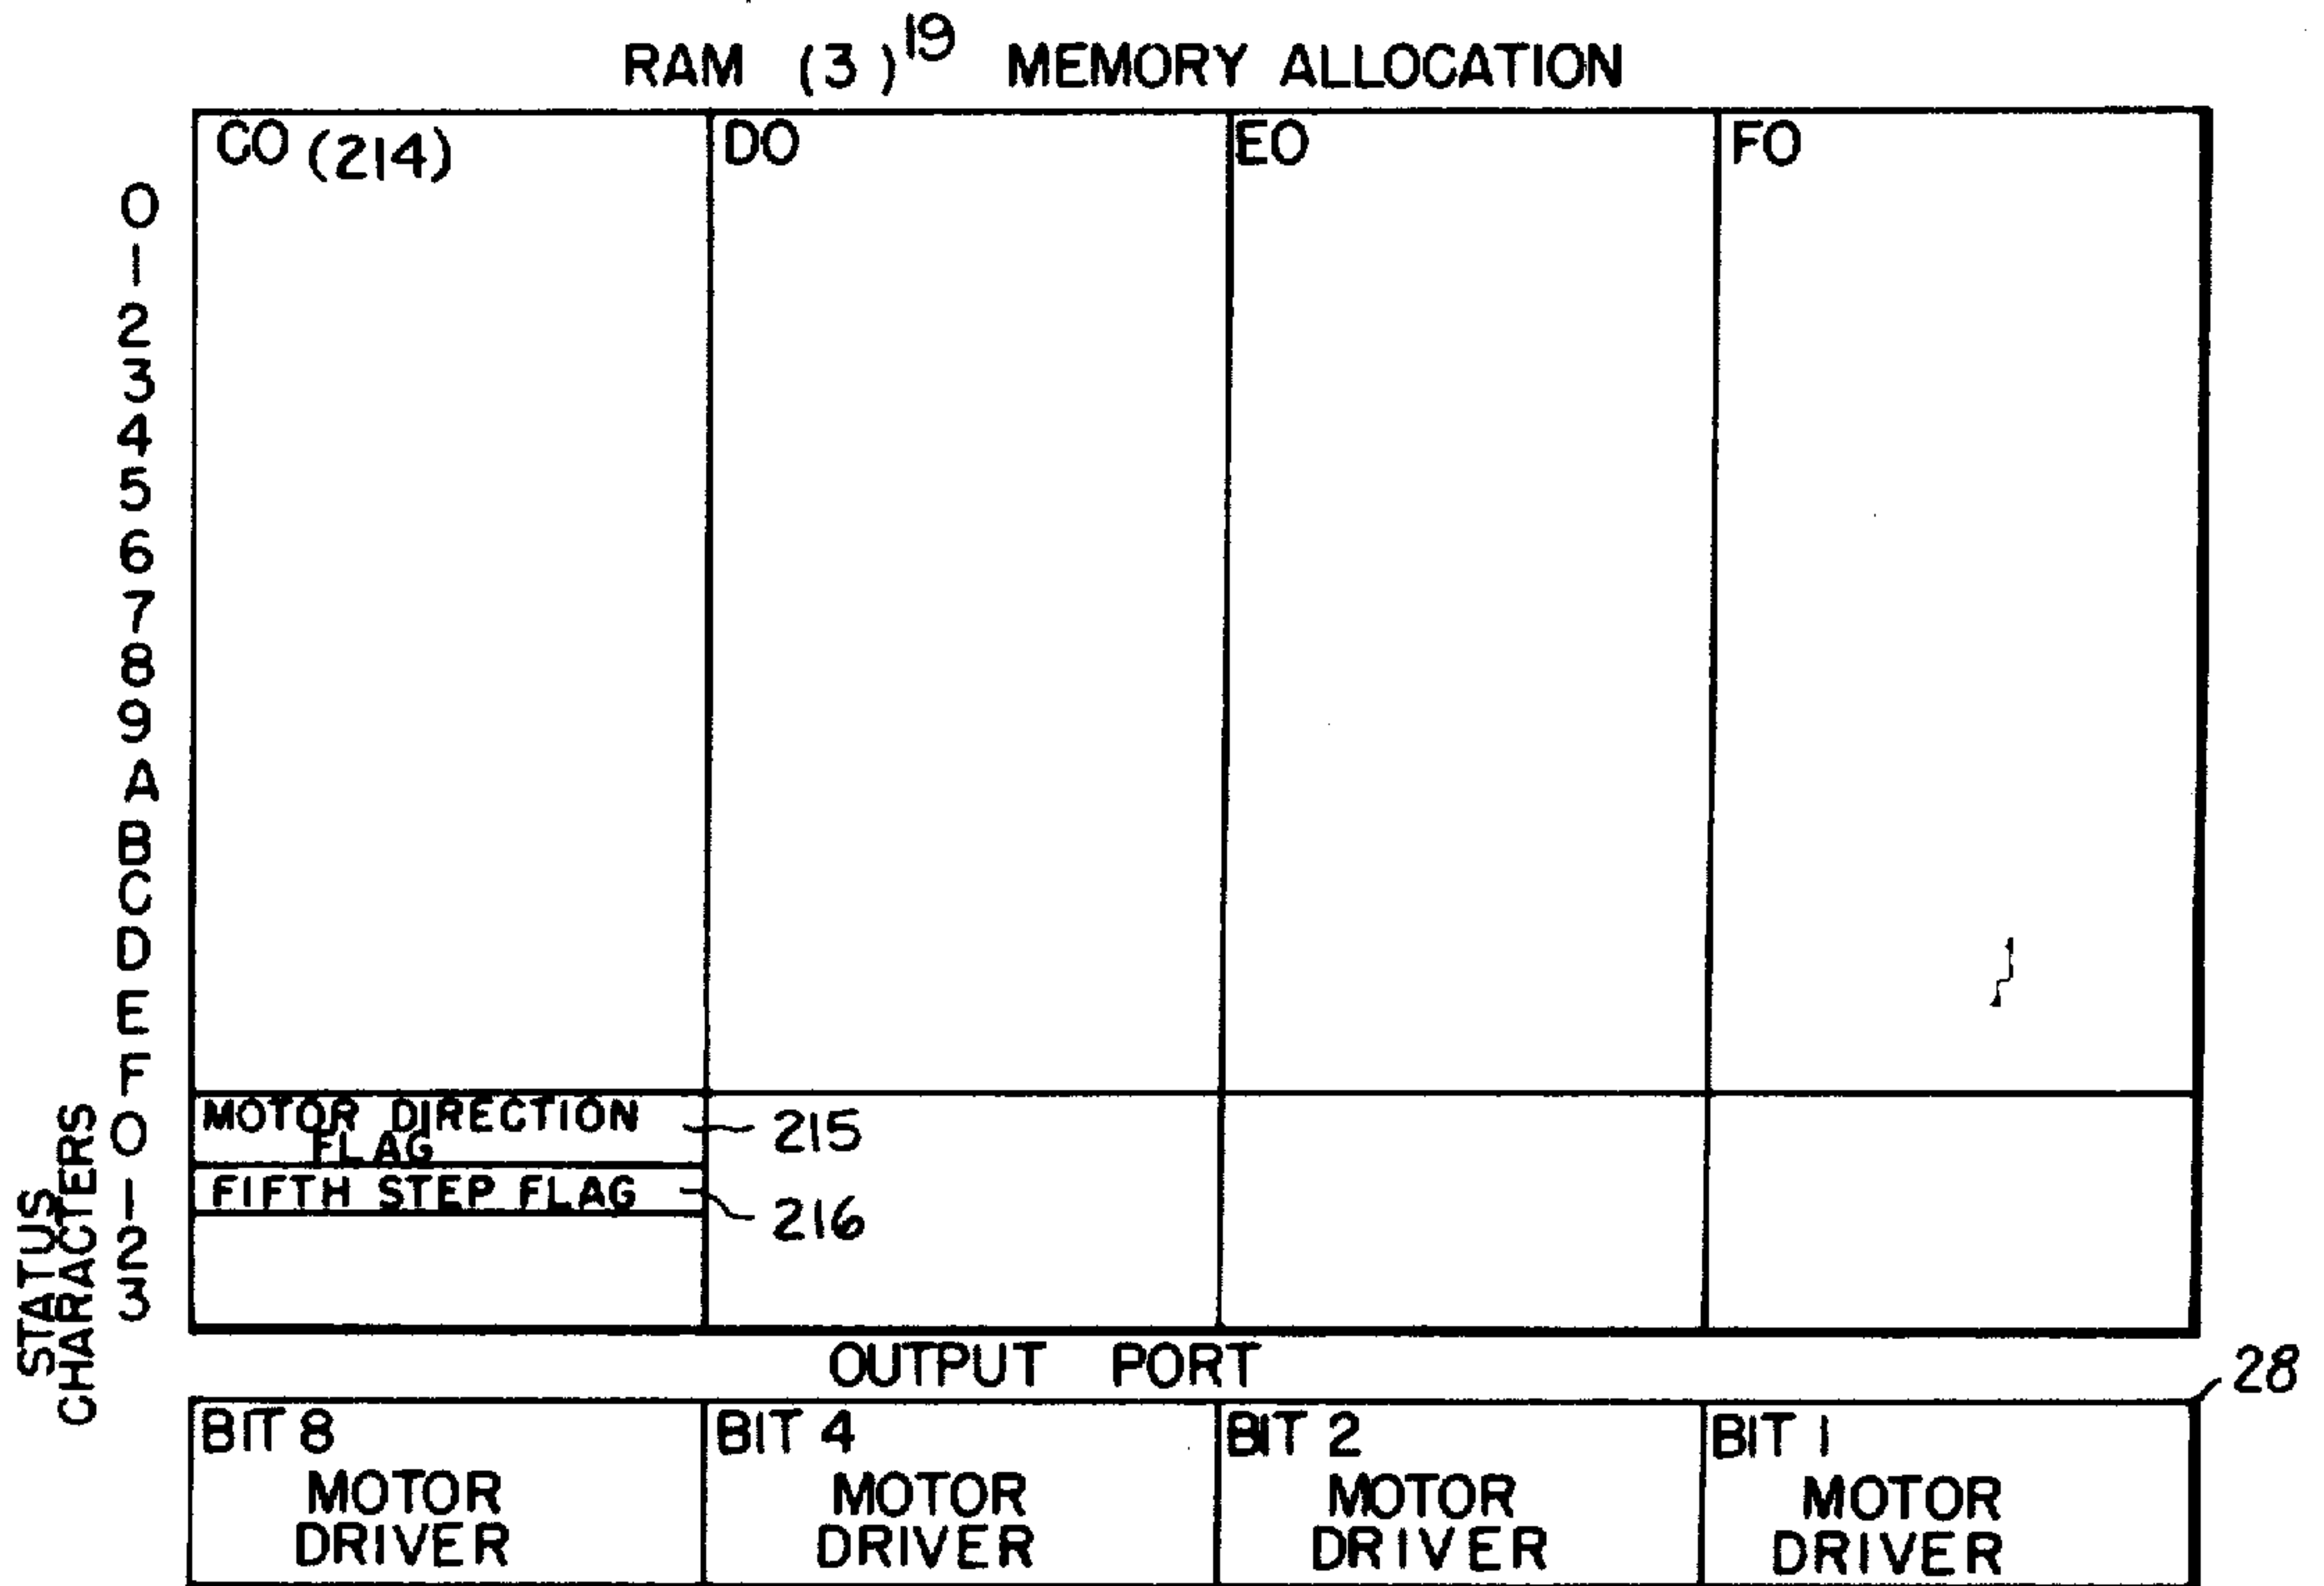 RAM (3) 19 MEMORY ALLOCATION
CO (214) DO EO FO
0
1
2
3
4
5
6
7
8
9
A
B
C
D
E
F
STATUS
CHARACTERS
0 MOTOR DIRECTION
FLAG 215
1 FIFTH STEP FLAG 216
2
3
OUTPUT PORT
28
BIT 8 BIT 4 BIT 2 BIT 1
MOTOR MOTOR MOTOR MOTOR
DRIVER DRIVER DRIVER DRIVER